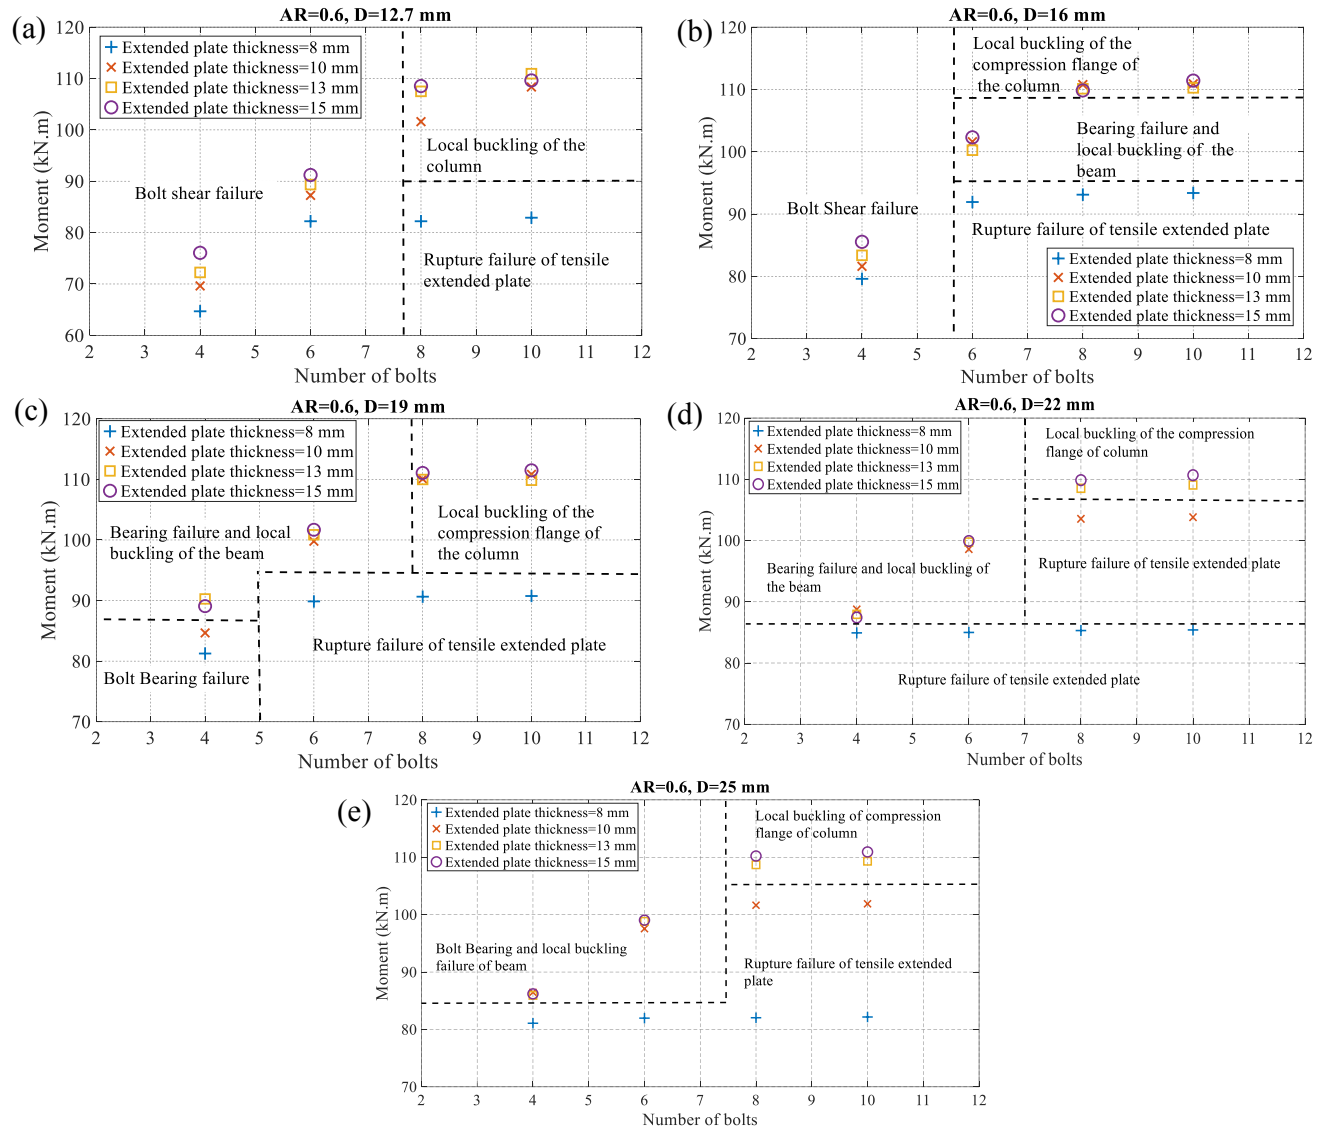 (a)
AR=0.6, D=12.7 mm
Extended plate thickness=8 mm
Extended plate thickness=10 mm
Extended plate thickness=13 mm
Extended plate thickness=15 mm
Bolt shear failure
Local buckling of the
column
Rupture failure of tensile
extended plate
Moment (kN.m)
120
110
100
90
80
70
60
2 3 4 5 6 7 8 9 10 11 12
Number of bolts
(b)
AR=0.6, D=16 mm
Local buckling of the
compression flange of
the column
Bearing failure and
local buckling of the
beam
Bolt Shear failure
Rupture failure of tensile extended plate
Extended plate thickness=8 mm
Extended plate thickness=10 mm
Extended plate thickness=13 mm
Extended plate thickness=15 mm
Moment (kN.m)
120
110
100
90
80
70
2 3 4 5 6 7 8 9 10 11 12
Number of bolts
(c)
AR=0.6, D=19 mm
Extended plate thickness=8 mm
Extended plate thickness=10 mm
Extended plate thickness=13 mm
Extended plate thickness=15 mm
Bearing failure and local
buckling of the beam
Local buckling of the
compression flange of
the column
Rupture failure of tensile extended plate
Bolt Bearing failure
Moment (kN.m)
120
110
100
90
80
70
2 3 4 5 6 7 8 9 10 11 12
Number of bolts
(d)
AR=0.6, D=22 mm
Extended plate thickness=8 mm
Extended plate thickness=10 mm
Extended plate thickness=13 mm
Extended plate thickness=15 mm
Local buckling of the compression
flange of column
Bearing failure and local buckling of
the beam
Rupture failure of tensile extended plate
Rupture failure of tensile extended plate
Moment (kN.m)
120
110
100
90
80
70
2 3 4 5 6 7 8 9 10 11 12
Number of bolts
(e)
AR=0.6, D=25 mm
Extended plate thickness=8 mm
Extended plate thickness=10 mm
Extended plate thickness=13 mm
Extended plate thickness=15 mm
Local buckling of compression
flange of column
Bolt Bearing and local buckling
failure of beam
Rupture failure of tensile extended
plate
Moment (kN.m)
120
110
100
90
80
70
2 3 4 5 6 7 8 9 10 11 12
Number of bolts